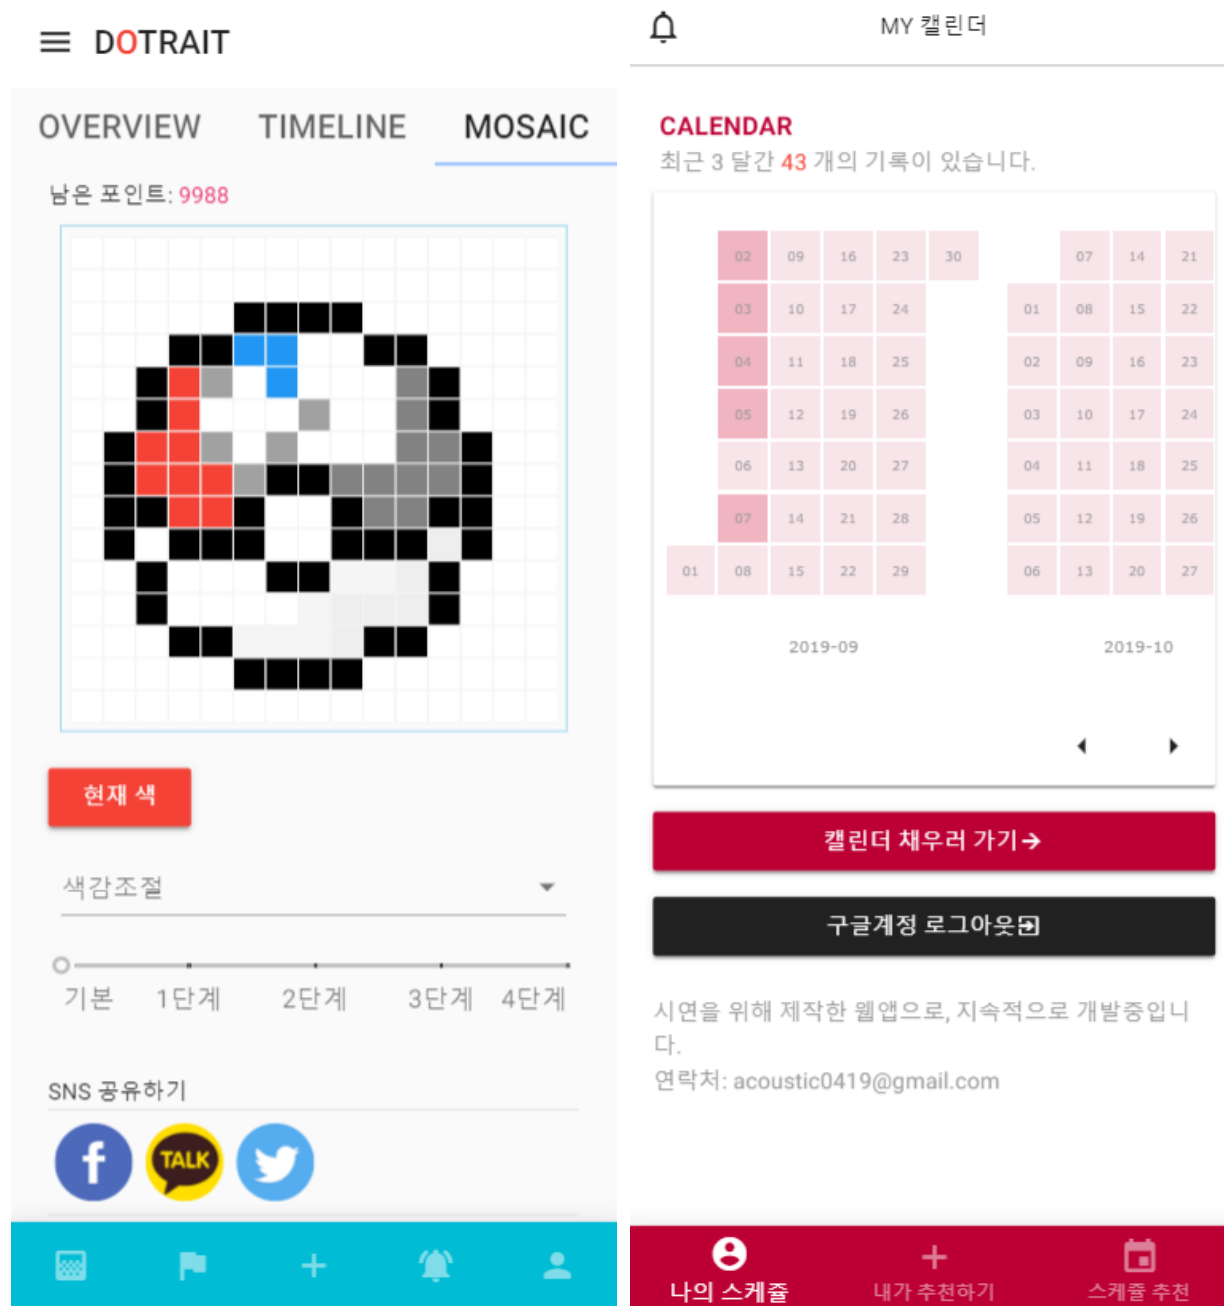 DOTRAIT
OVERVIEW TIMELINE MOSAIC
남은 포인트: 9988
현재 색
색감조절
기본 1단계 2단계 3단계 4단계
SNS 공유하기
f
TALK
MY 캘린더
CALENDAR
최근 3 달간 43 개의 기록이 있습니다.
02 09 16 23 30 07 14 21
03 10 17 24 01 08 15 22
04 11 18 25 02 09 16 23
05 12 19 26 03 10 17 24
06 13 20 27 04 11 18 25
07 14 21 28 05 12 19 26
01 08 15 22 29 06 13 20 27
2019-09 2019-10
캘린더 채우러 가기
구글계정 로그아웃
시연을 위해 제작한 웹앱으로, 지속적으로 개발중입니
다.
연락처: acoustic0419@gmail.com
나의 스케쥴 내가 추천하기 스케쥴 추천